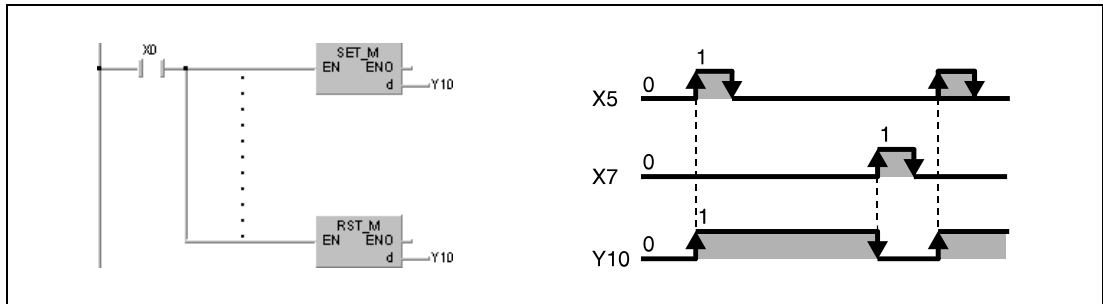 X0
SET_M
EN ENO
d Y10
RST_M
EN ENO
d Y10
1
X5 0
1
X7 0
1
Y10 0